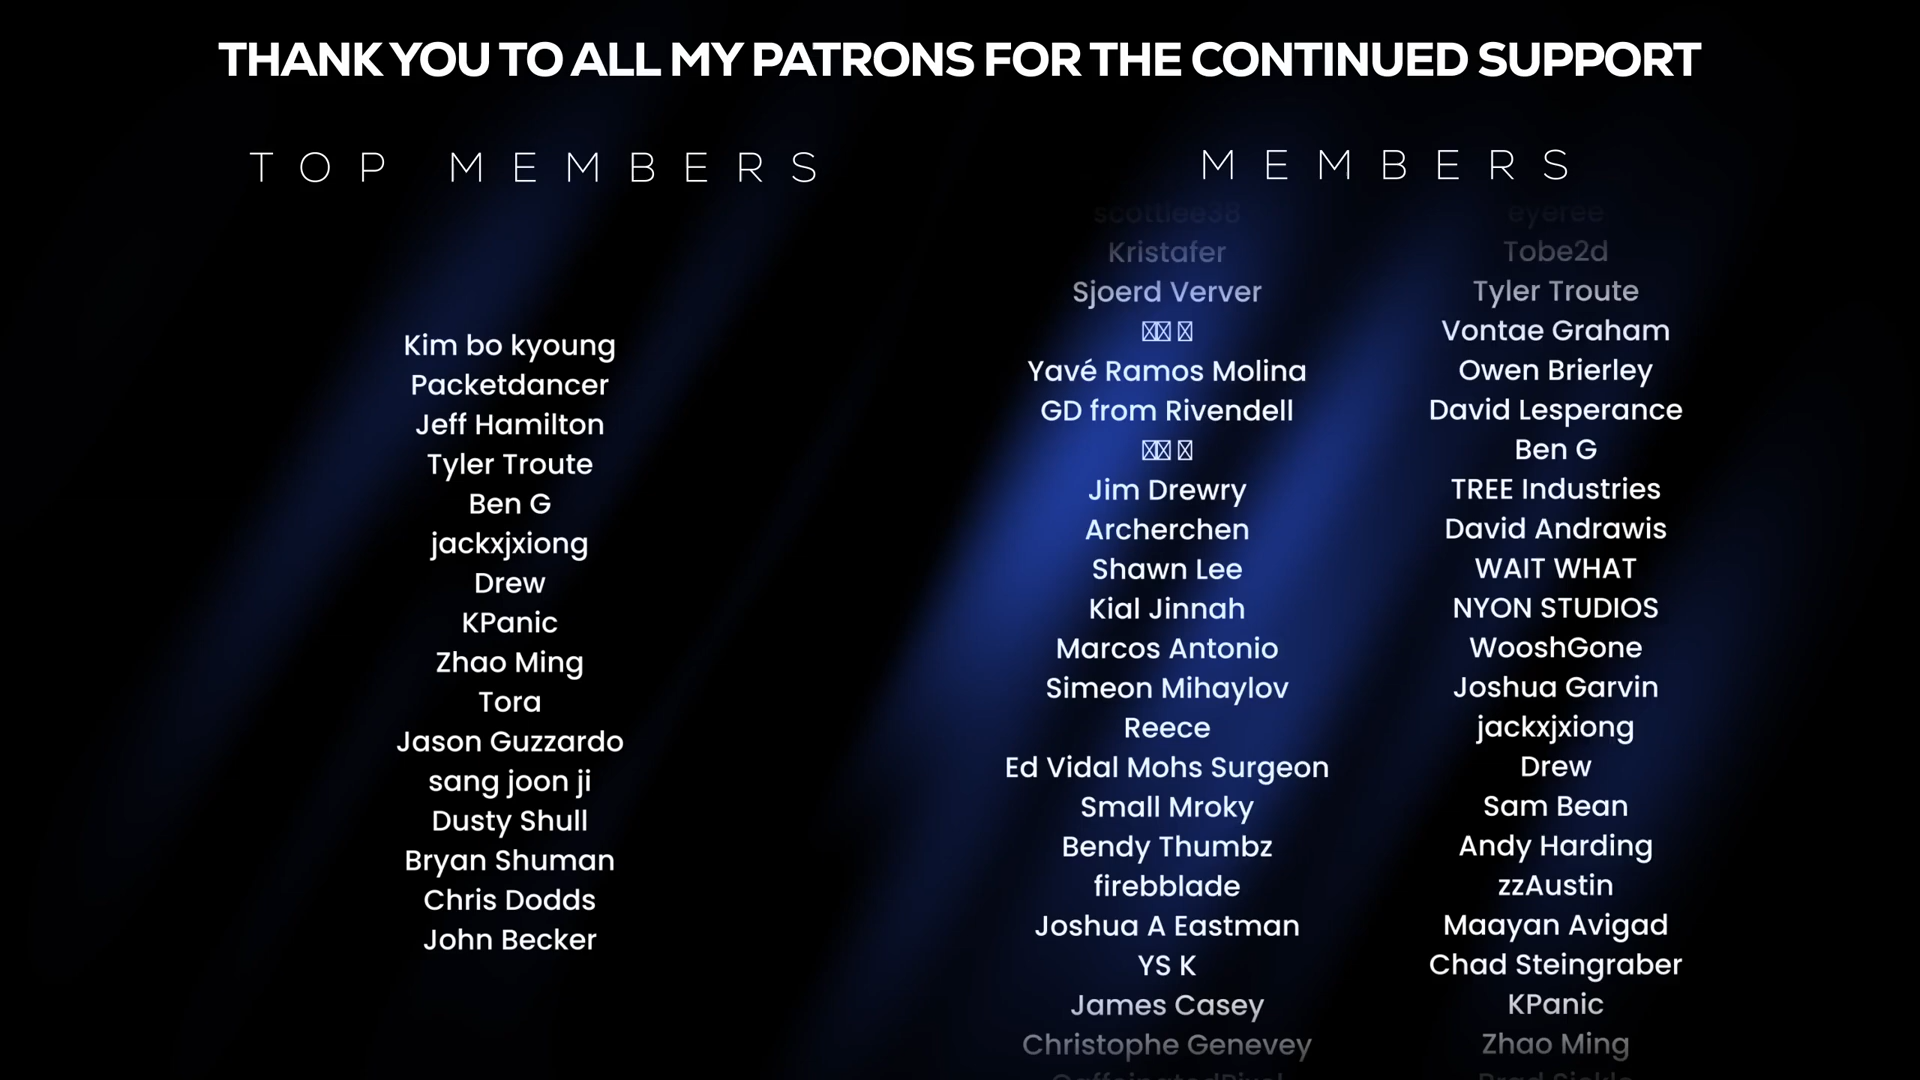 THANK YOU TO ALL MY PATRONS FOR THE CONTINUED SUPPORT
TOP MEMBERS
Kim bo kyoung
Packetdancer
Jeff Hamilton
Tyler Troute
Ben G
jackxjxiong
Drew
KPanic
Zhao Ming
Tora
Jason Guzzardo
sang joon ji
Dusty Shull
Bryan Shuman
Chris Dodds
John Becker
MEMBERS
scottlee38
Kristafer
Sjoerd Verver
Yavé Ramos Molina
GD from Rivendell
Jim Drewry
Archerchen
Shawn Lee
Kial Jinnah
Marcos Antonio
Simeon Mihaylov
Reece
Ed Vidal Mohs Surgeon
Small Mroky
Bendy Thumbz
firebblade
Joshua A Eastman
YS K
James Casey
Christophe Genevey
eyeree
Tobe2d
Tyler Troute
Vontae Graham
Owen Brierley
David Lesperance
Ben G
TREE Industries
David Andrawis
WAIT WHAT
NYON STUDIOS
WooshGone
Joshua Garvin
jackxjxiong
Drew
Sam Bean
Andy Harding
zzAustin
Maayan Avigad
Chad Steingraber
KPanic
Zhao Ming